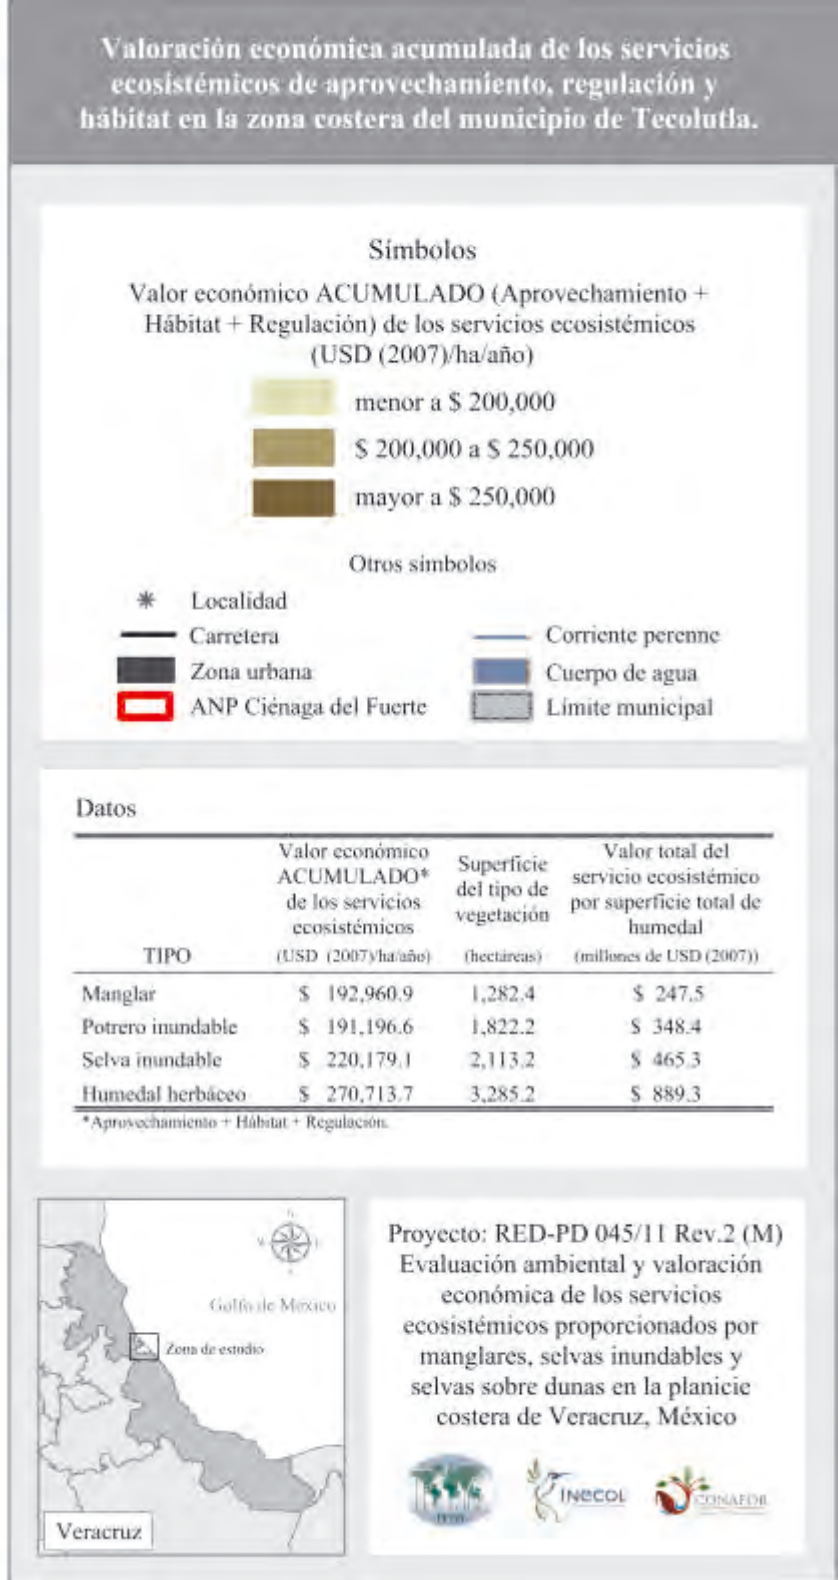 Valoración económica acumulada de los servicios
ecosistémicos de aprovechamiento, regulación y
hábitat en la zona costera del municipio de Tecolutla.
Símbolos
Valor económico ACUMULADO (Aprovechamiento +
Hábitat + Regulación) de los servicios ecosistémicos
(USD (2007)/ha/año)
menor a $ 200,000
$ 200,000 a $ 250,000
mayor a $ 250,000
Otros símbolos
Localidad
Carretera
Corriente perenne
Zona urbana
Cuerpo de agua
ANP Ciénaga del Fuerte
Límite municipal
Datos
Valor económico
ACUMULADO*
de los servicios
ecosistémicos
Superficie
del tipo de
vegetación
Valor total del
servicio ecosistémico
por superficie total de
humedal
TIPO (USD (2007)/ha/año) (hectáreas) (millones de USD (2007))
Manglar $ 192,960.9 1,282.4 $ 247.5
Potrero inundable $ 191,196.6 1,822.2 $ 348.4
Selva inundable $ 220,179.1 2,113.2 $ 465.3
Humedal herbáceo $ 270,713.7 3,285.2 $ 889.3
*Aprovechamiento + Hábitat + Regulación.
Golfo de México
Zona de estudio
Veracruz
Proyecto: RED-PD 045/11 Rev.2 (M)
Evaluación ambiental y valoración
económica de los servicios
ecosistémicos proporcionados por
manglares, selvas inundables y
selvas sobre dunas en la planicie
costera de Veracruz, México
INECOL
CONAFOR